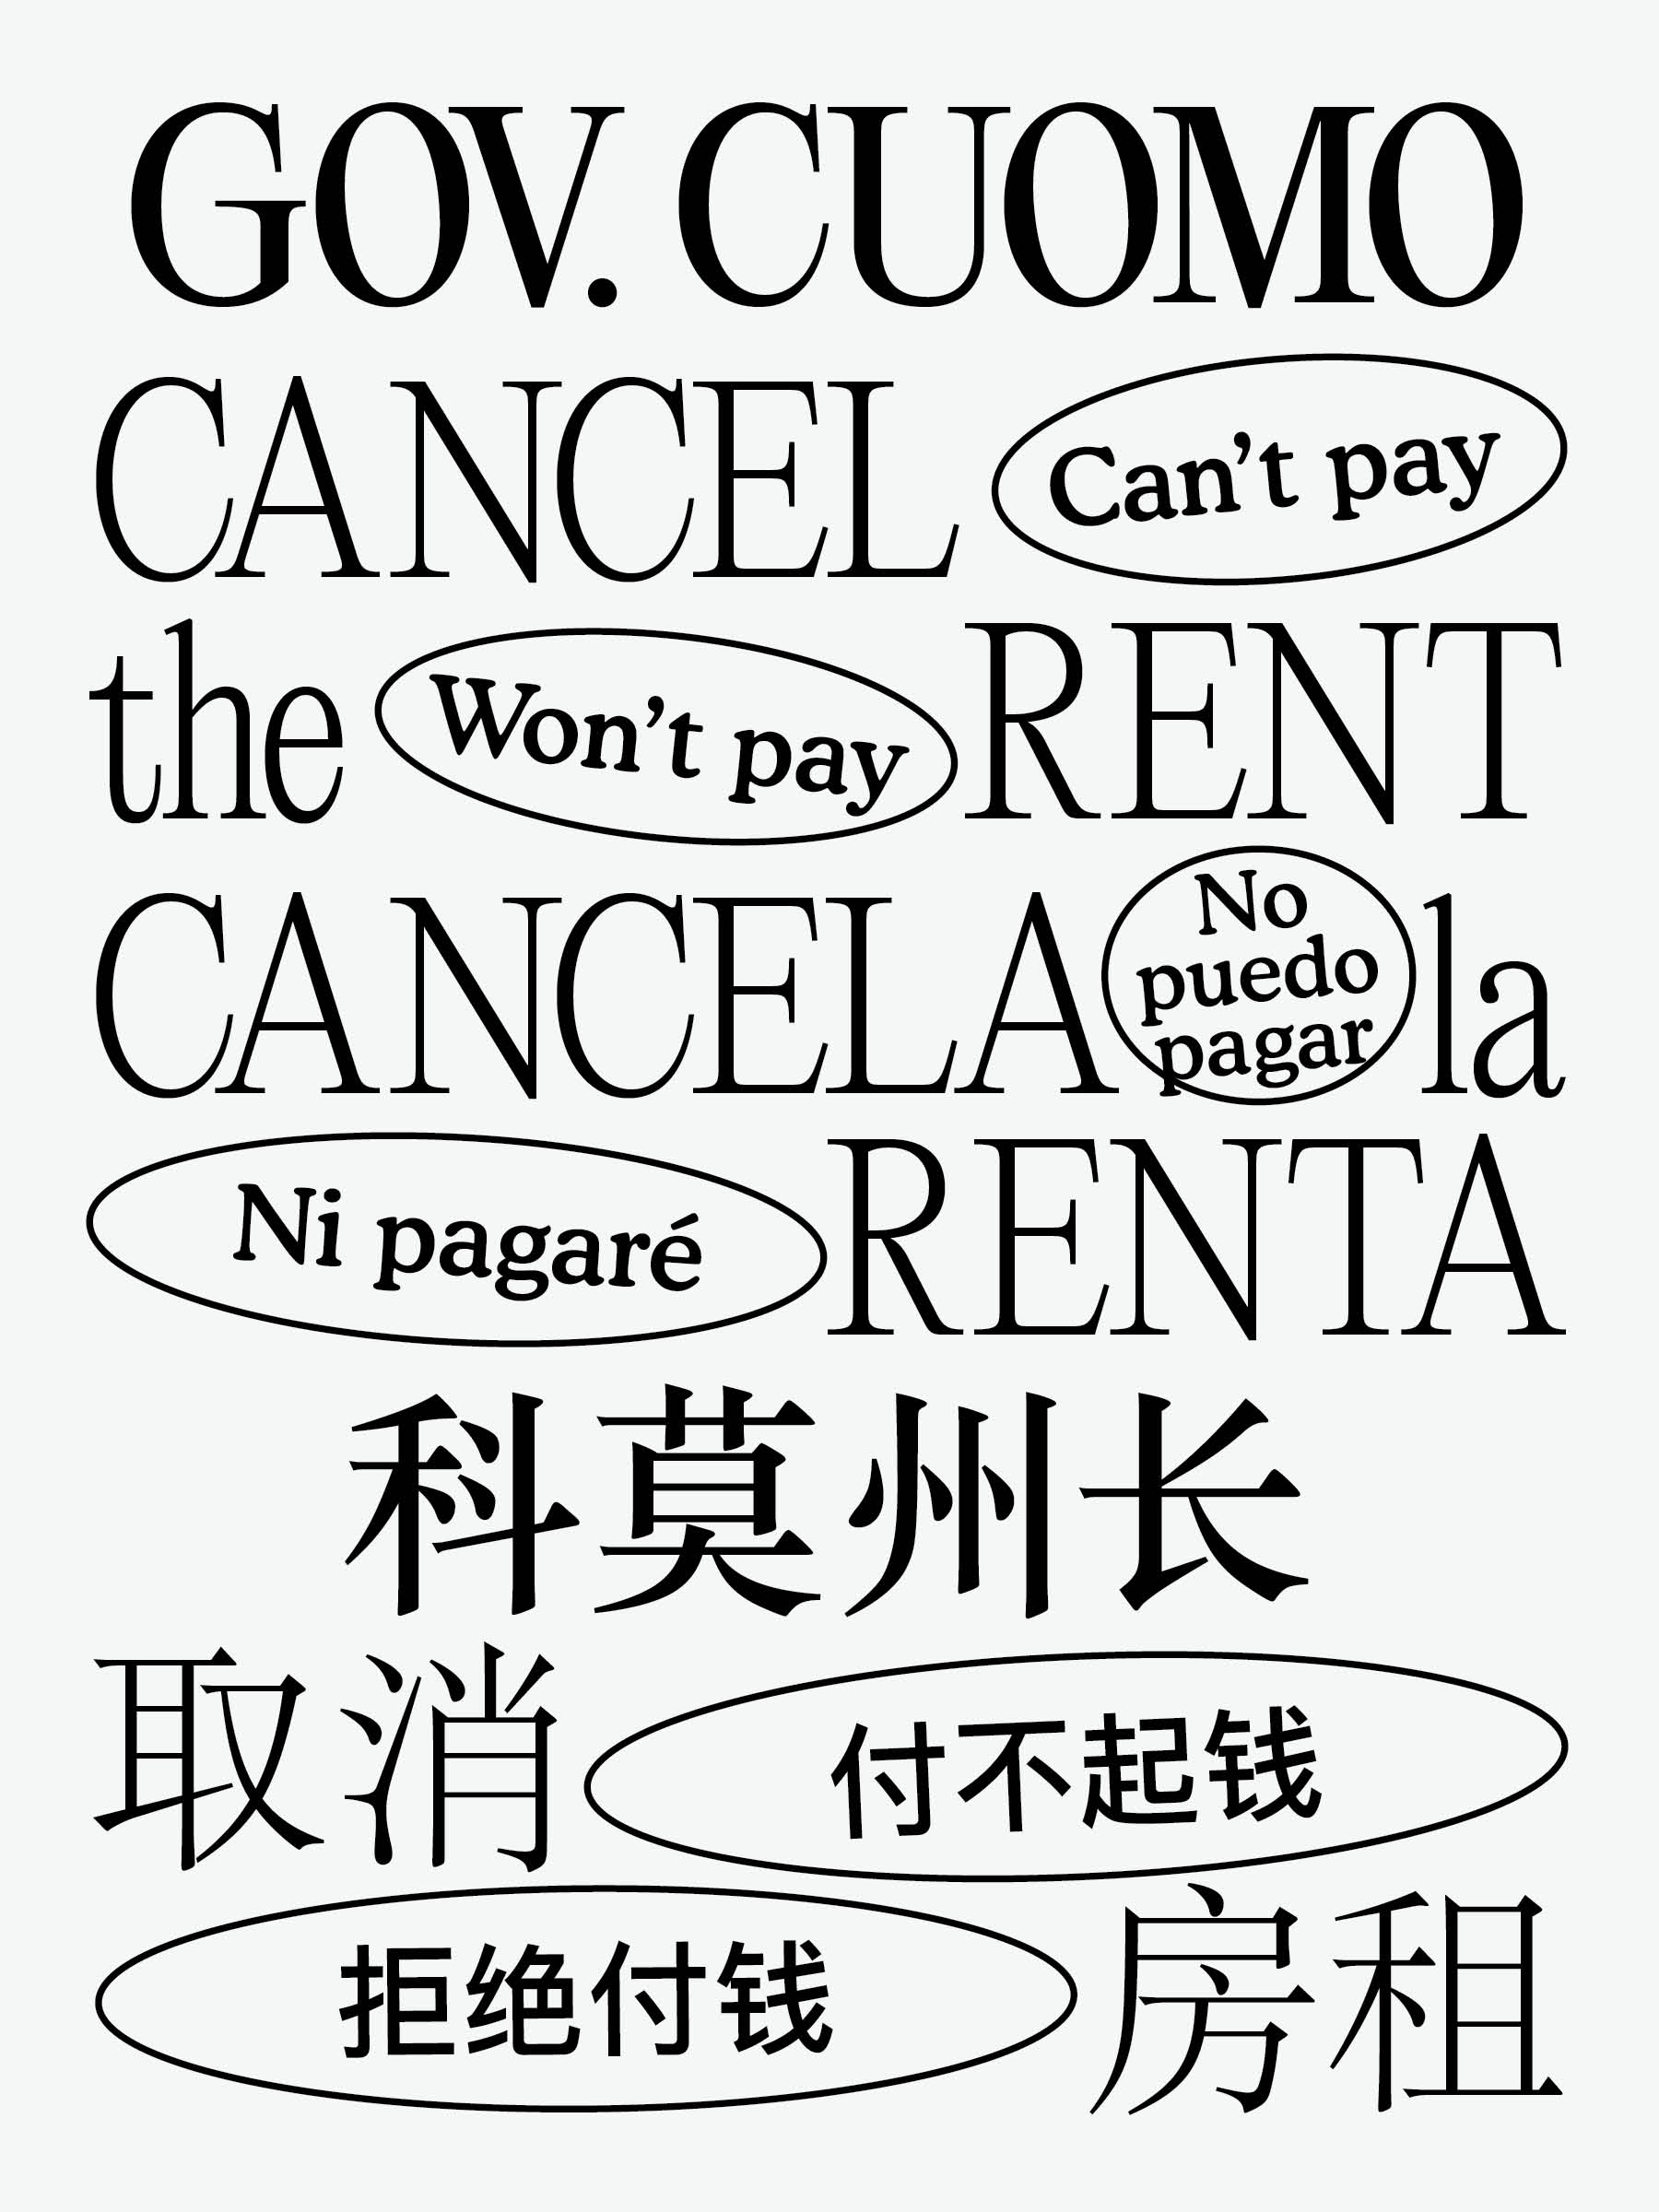 GOV. CUOMO
CANCEL Can't pay
the Won't pay RENT
CANCELA No puedo pagar la
Ni pagaré RENTA
科莫州长
取消 付不起钱
拒绝付钱 房租